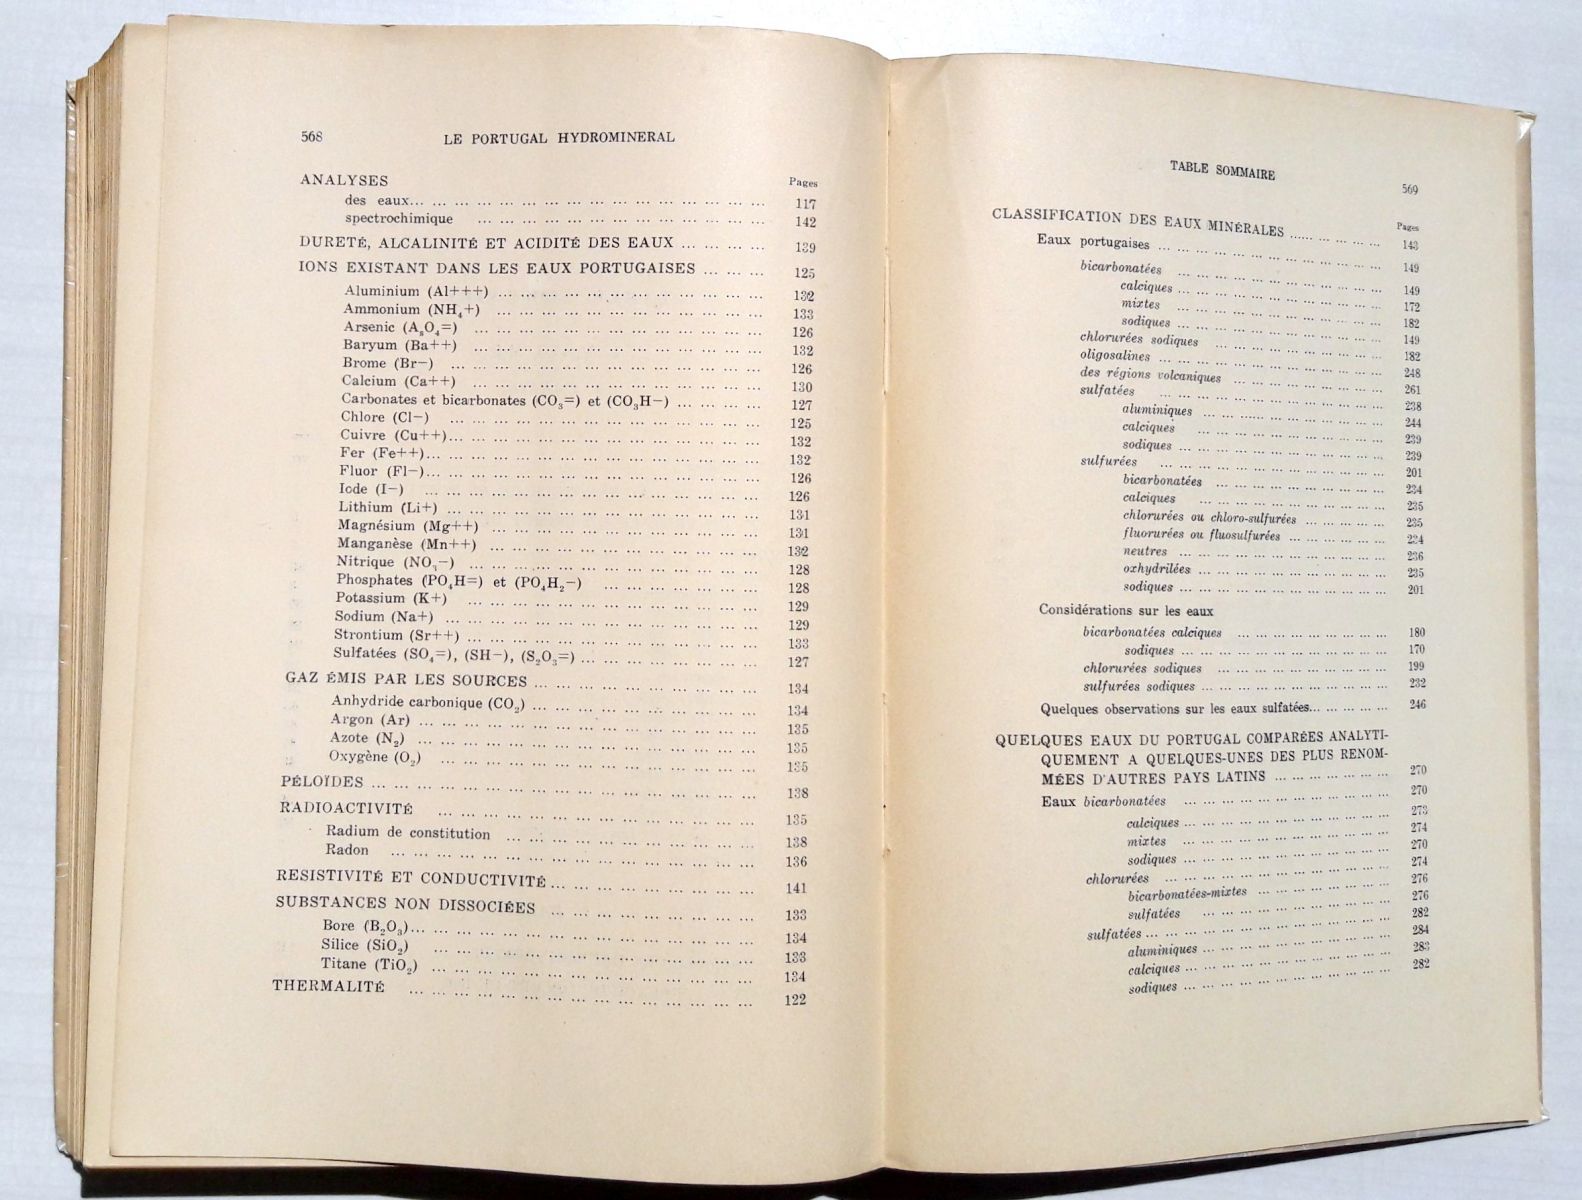 568 LE PORTUGAL HYDROMINERAL
ANALYSES Pages
des eaux... 117
spectrochimique ... 142
DURETÉ, ALCALINITÉ ET ACIDITÉ DES EAUX ... 139
IONS EXISTANT DANS LES EAUX PORTUGAISES ... 125
Aluminium (Al+++) ... 132
Ammonium (NH₄+) ... 133
Arsenic (AₛO₄=) ... 126
Baryum (Ba++) ... 132
Brome (Br—) ... 126
Calcium (Ca++) ... 130
Carbonates et bicarbonates (CO₃=) et (CO₃H—) ... 127
Chlore (Cl—) ... 125
Cuivre (Cu++)... 132
Fer (Fe++)... 132
Fluor (Fl—)... 126
Iode (I—) ... 126
Lithium (Li+) ... 131
Magnésium (Mg++) ... 131
Manganèse (Mn++) ... 132
Nitrique (NO₃—) ... 128
Phosphates (PO₄H=) et (PO₄H₂—) ... 128
Potassium (K+) ... 129
Sodium (Na+) ... 129
Strontium (Sr++) ... 133
Sulfatées (SO₄=), (SH—), (S₂O₃=) ... 127
GAZ ÉMIS PAR LES SOURCES ... 134
Anhydride carbonique (CO₂) ... 134
Argon (Ar) ... 135
Azote (N₂) ... 135
Oxygène (O₂) ... 135
PÉLOÏDES ... 138
RADIOACTIVITÉ ... 135
Radium de constitution ... 138
Radon ... 136
RESISTIVITÉ ET CONDUCTIVITÉ ... 141
SUBSTANCES NON DISSOCIÉES ... 133
Bore (B₂O₃)... 134
Silice (SiO₂) ... 133
Titane (TiO₂) ... 134
THERMALITÉ ... 122
TABLE SOMMAIRE 569
Pages
CLASSIFICATION DES EAUX MINÉRALES ... 143
Eaux portugaises ... 149
bicarbonatées ... 149
calciques ... 172
mixtes ... 182
sodiques ... 149
chlorurées sodiques ... 182
oligosalines ... 248
des régions volcaniques ... 261
sulfatées ... 238
aluminiques ... 244
calciques ... 239
sodiques ... 239
sulfurées ... 201
bicarbonatées ... 234
calciques ... 235
chlorurées ou chloro-sulfurées ... 235
fluorurées ou fluosulfurées ... 234
neutres ... 236
oxhydrilées ... 235
sodiques ... 201
Considérations sur les eaux
bicarbonatées calciques ... 180
sodiques ... 170
chlorurées sodiques ... 199
sulfurées sodiques ... 232
Quelques observations sur les eaux sulfatées... 246
QUELQUES EAUX DU PORTUGAL COMPARÉES ANALYTI-
QUEMENT A QUELQUES-UNES DES PLUS RENOM-
MÉES D'AUTRES PAYS LATINS ... 270
Eaux bicarbonatées ... 270
calciques ... 273
mixtes ... 274
sodiques ... 270
chlorurées ... 274
bicarbonatées-mixtes ... 276
sulfatées ... 276
sulfatées ... 282
aluminiques ... 284
calciques ... 283
sodiques ... 282